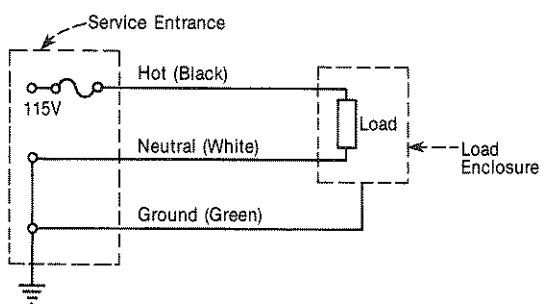 Service Entrance
Hot (Black)
115V
Load
Neutral (White)
Load
Enclosure
Ground (Green)